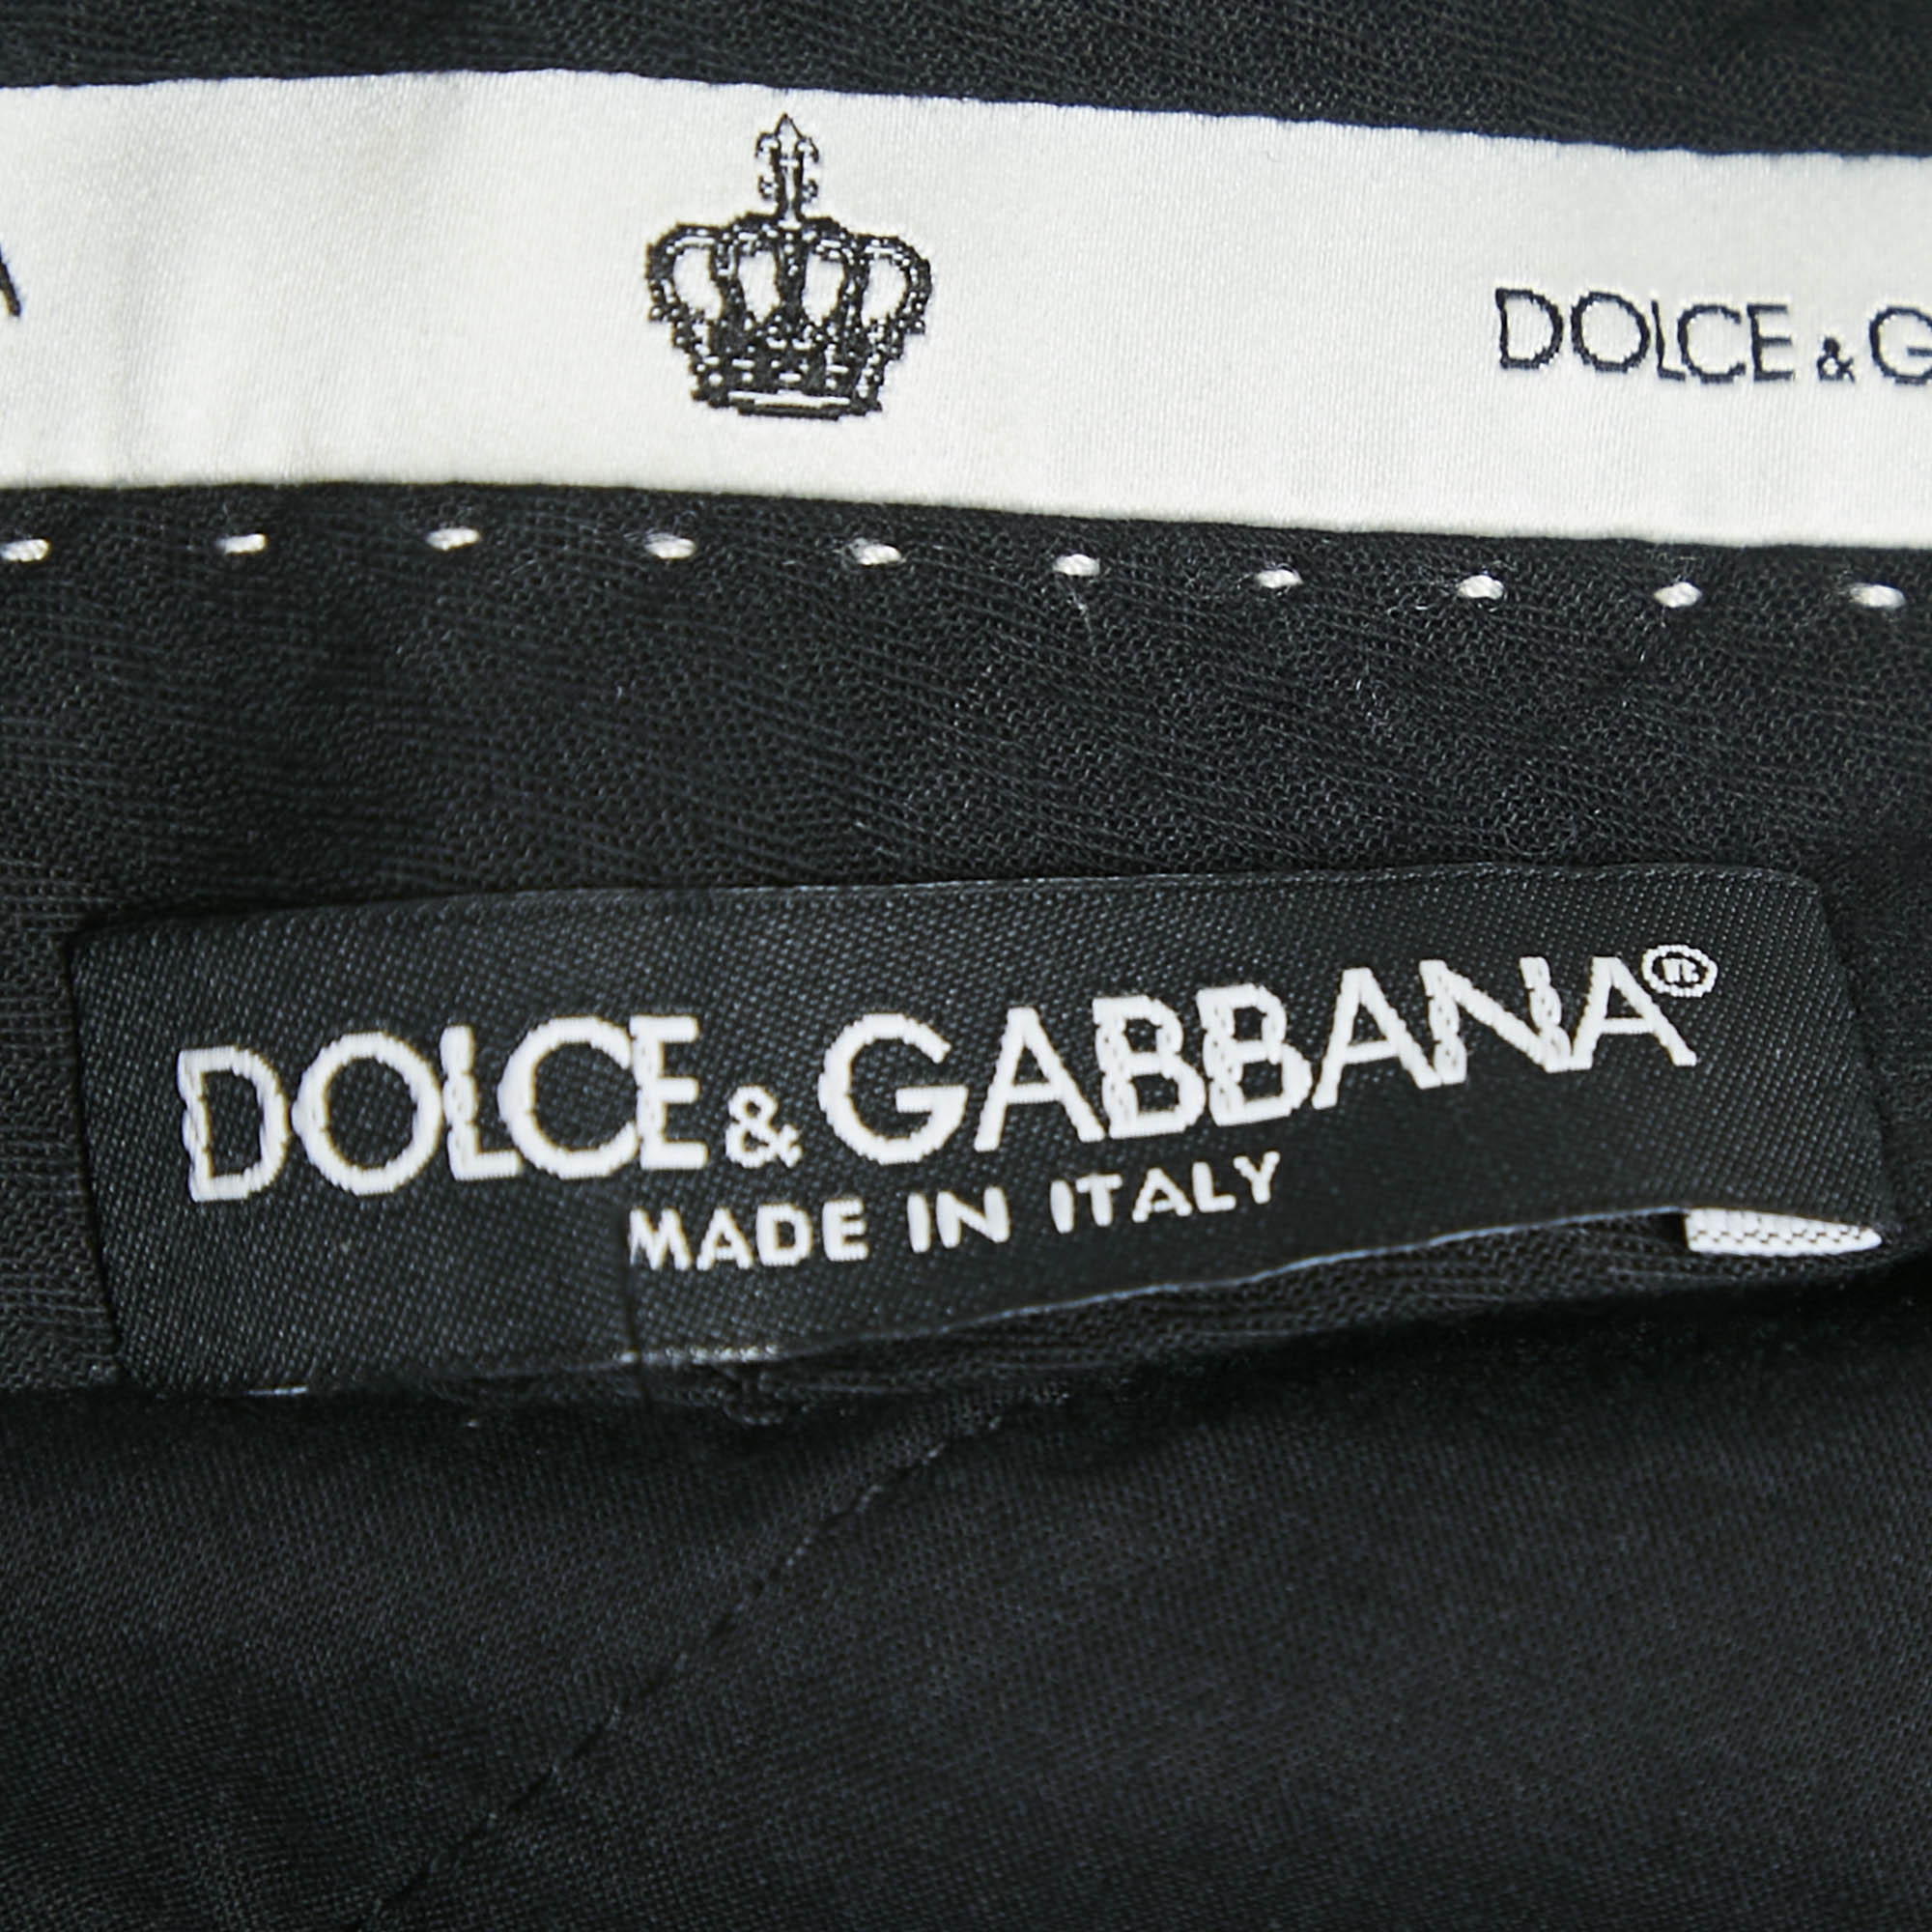 A
DOLCE & G
DOLCE & GABBANA®
MADE IN ITALY